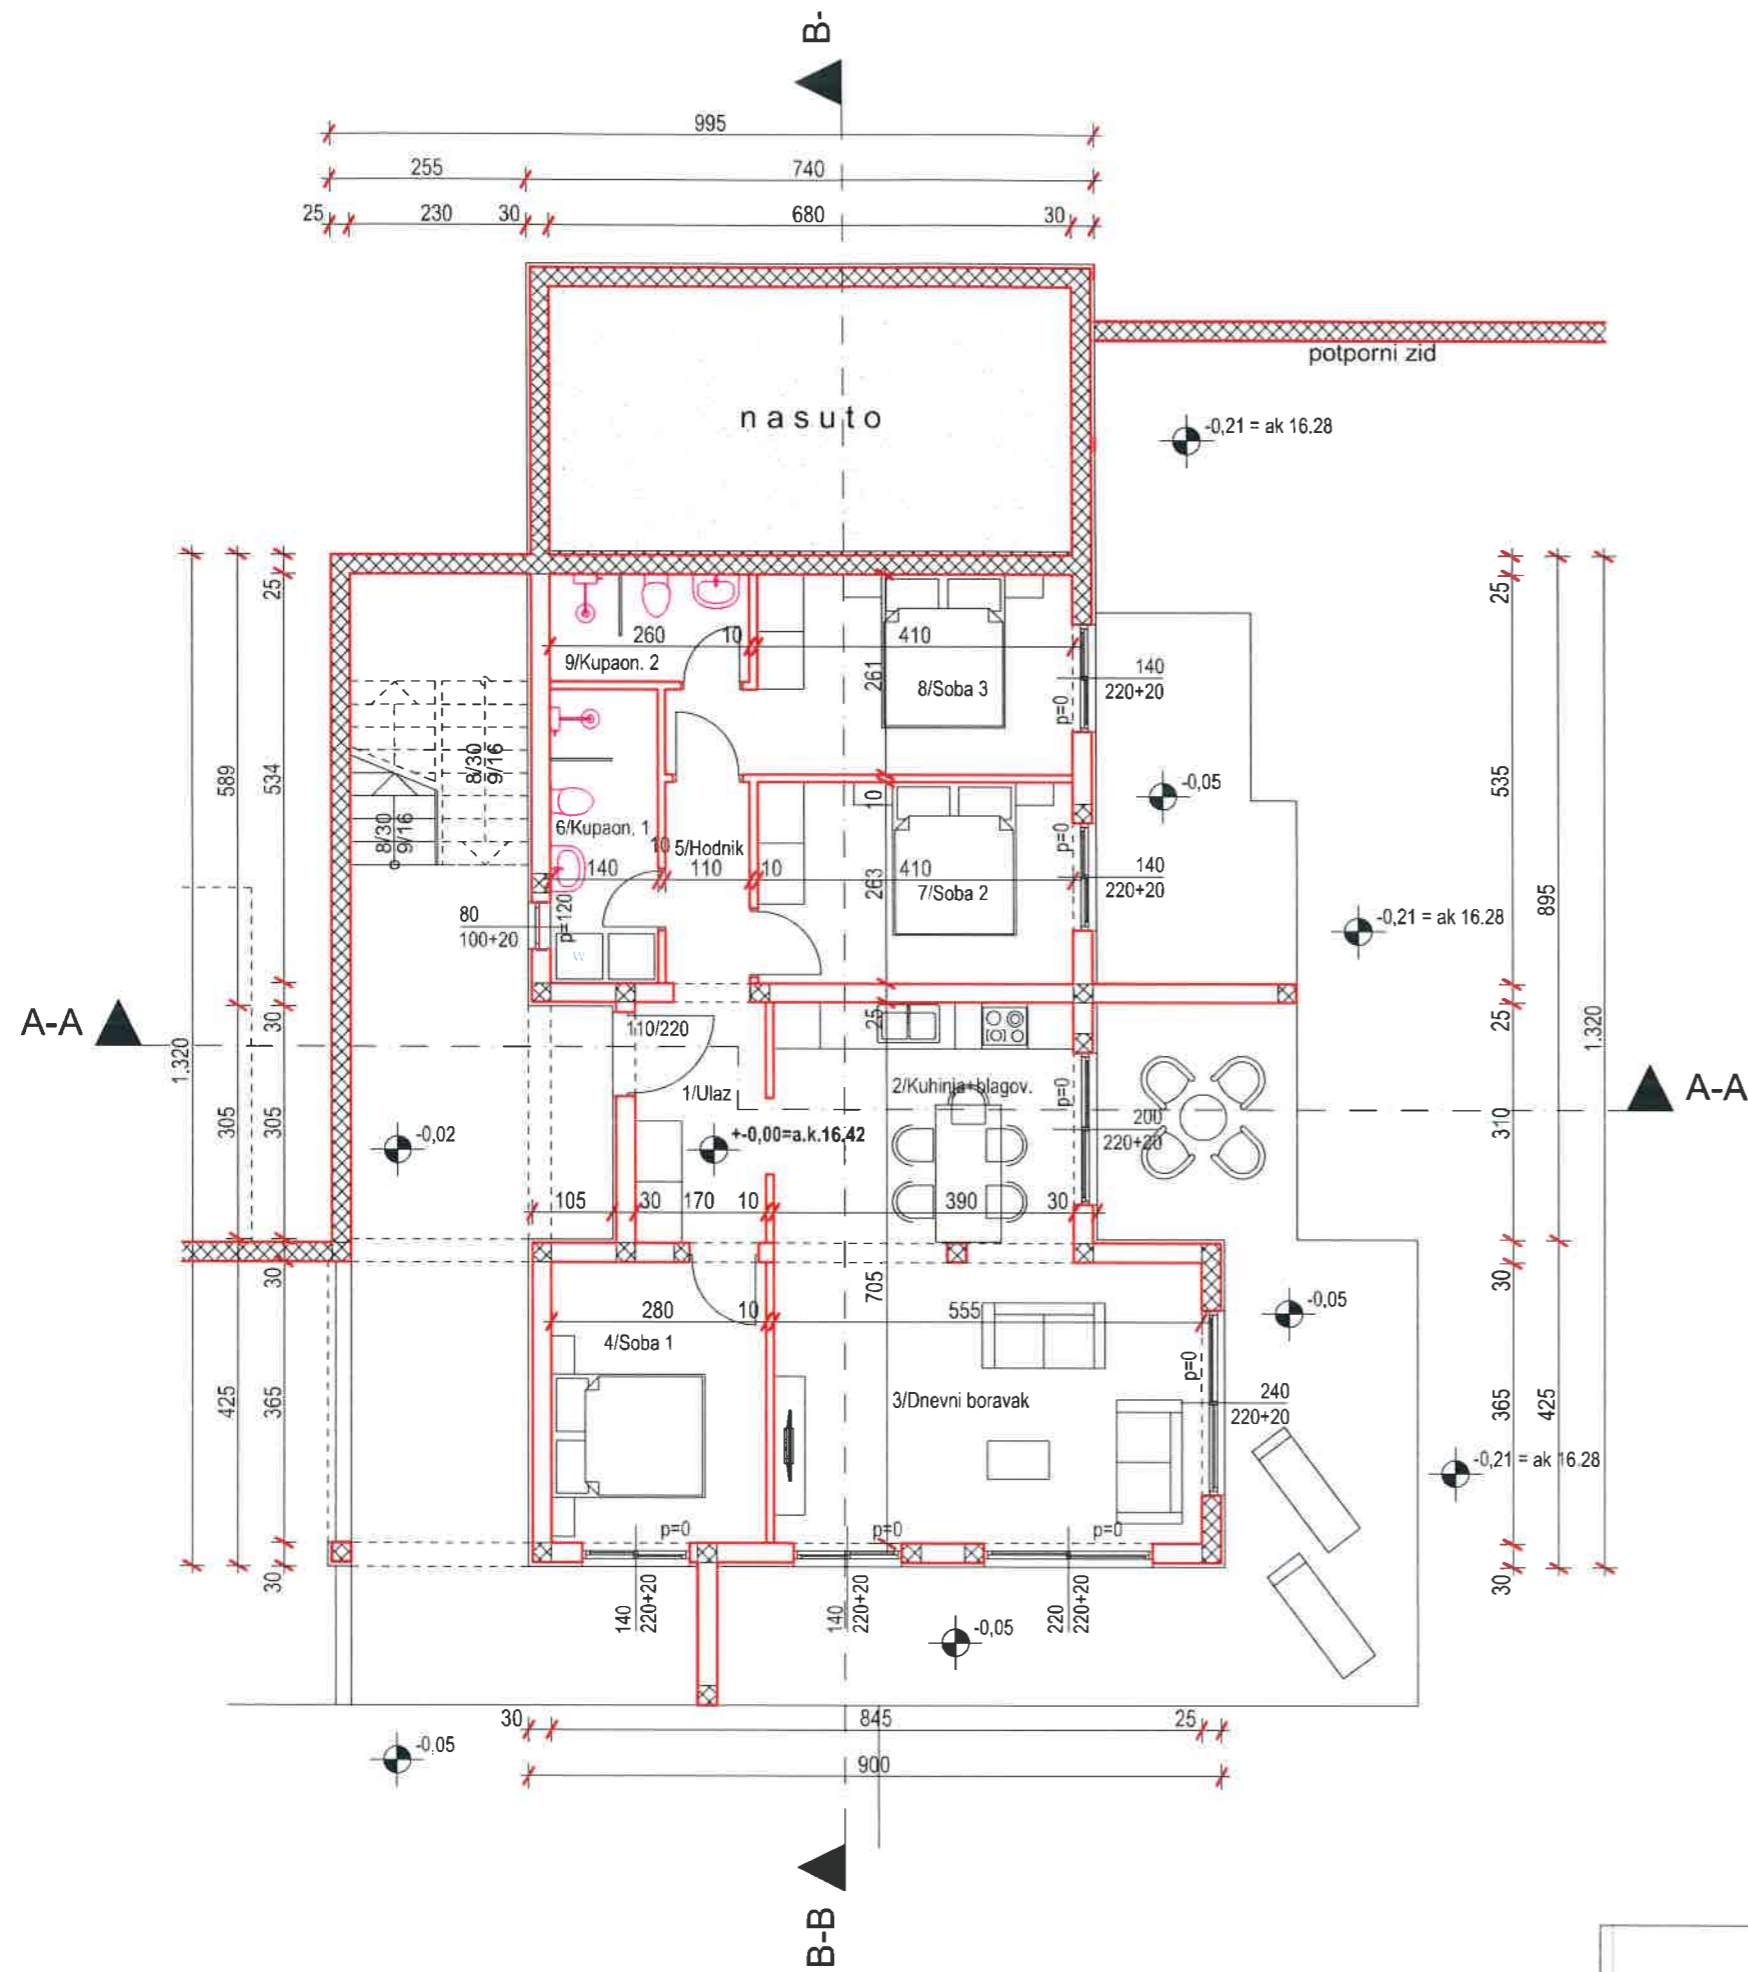 B-
995
255 740
25 230 30 680 30
potporni zid
nasuto
-0,21 = ak 16.28
25
260 10 410
9/Kupaon. 2
261
8/Soba 3
140
220+20
p=0
25
589
534
8/30
9/16
8/30
9/16
10
-0,05
535
6/Kupaon. 1
10
5/Hodnik
p=0
140 110 10 410
263
7/Soba 2
140
220+20
895
80
100+20
p=120
W
-0,21 = ak 16.28
A-A
1.320
30
110/220
25
25
1.320
1/Ulaz
2/Kuhinja+blagov.
p=0
A-A
305
305
-0,02
+-0,00=a.k.16,42
200
220+20
310
105 30 170 10 390 30
30
705
30
280 10 555
-0,05
4/Soba 1
p=0
425
365
3/Dnevni boravak
240
220+20
365
425
-0,21 = ak 16.28
p=0 p=0 p=0
30
140
220+20
140
220+20
220
220+20
30
-0,05
30 845 25
-0,05
900
B-B